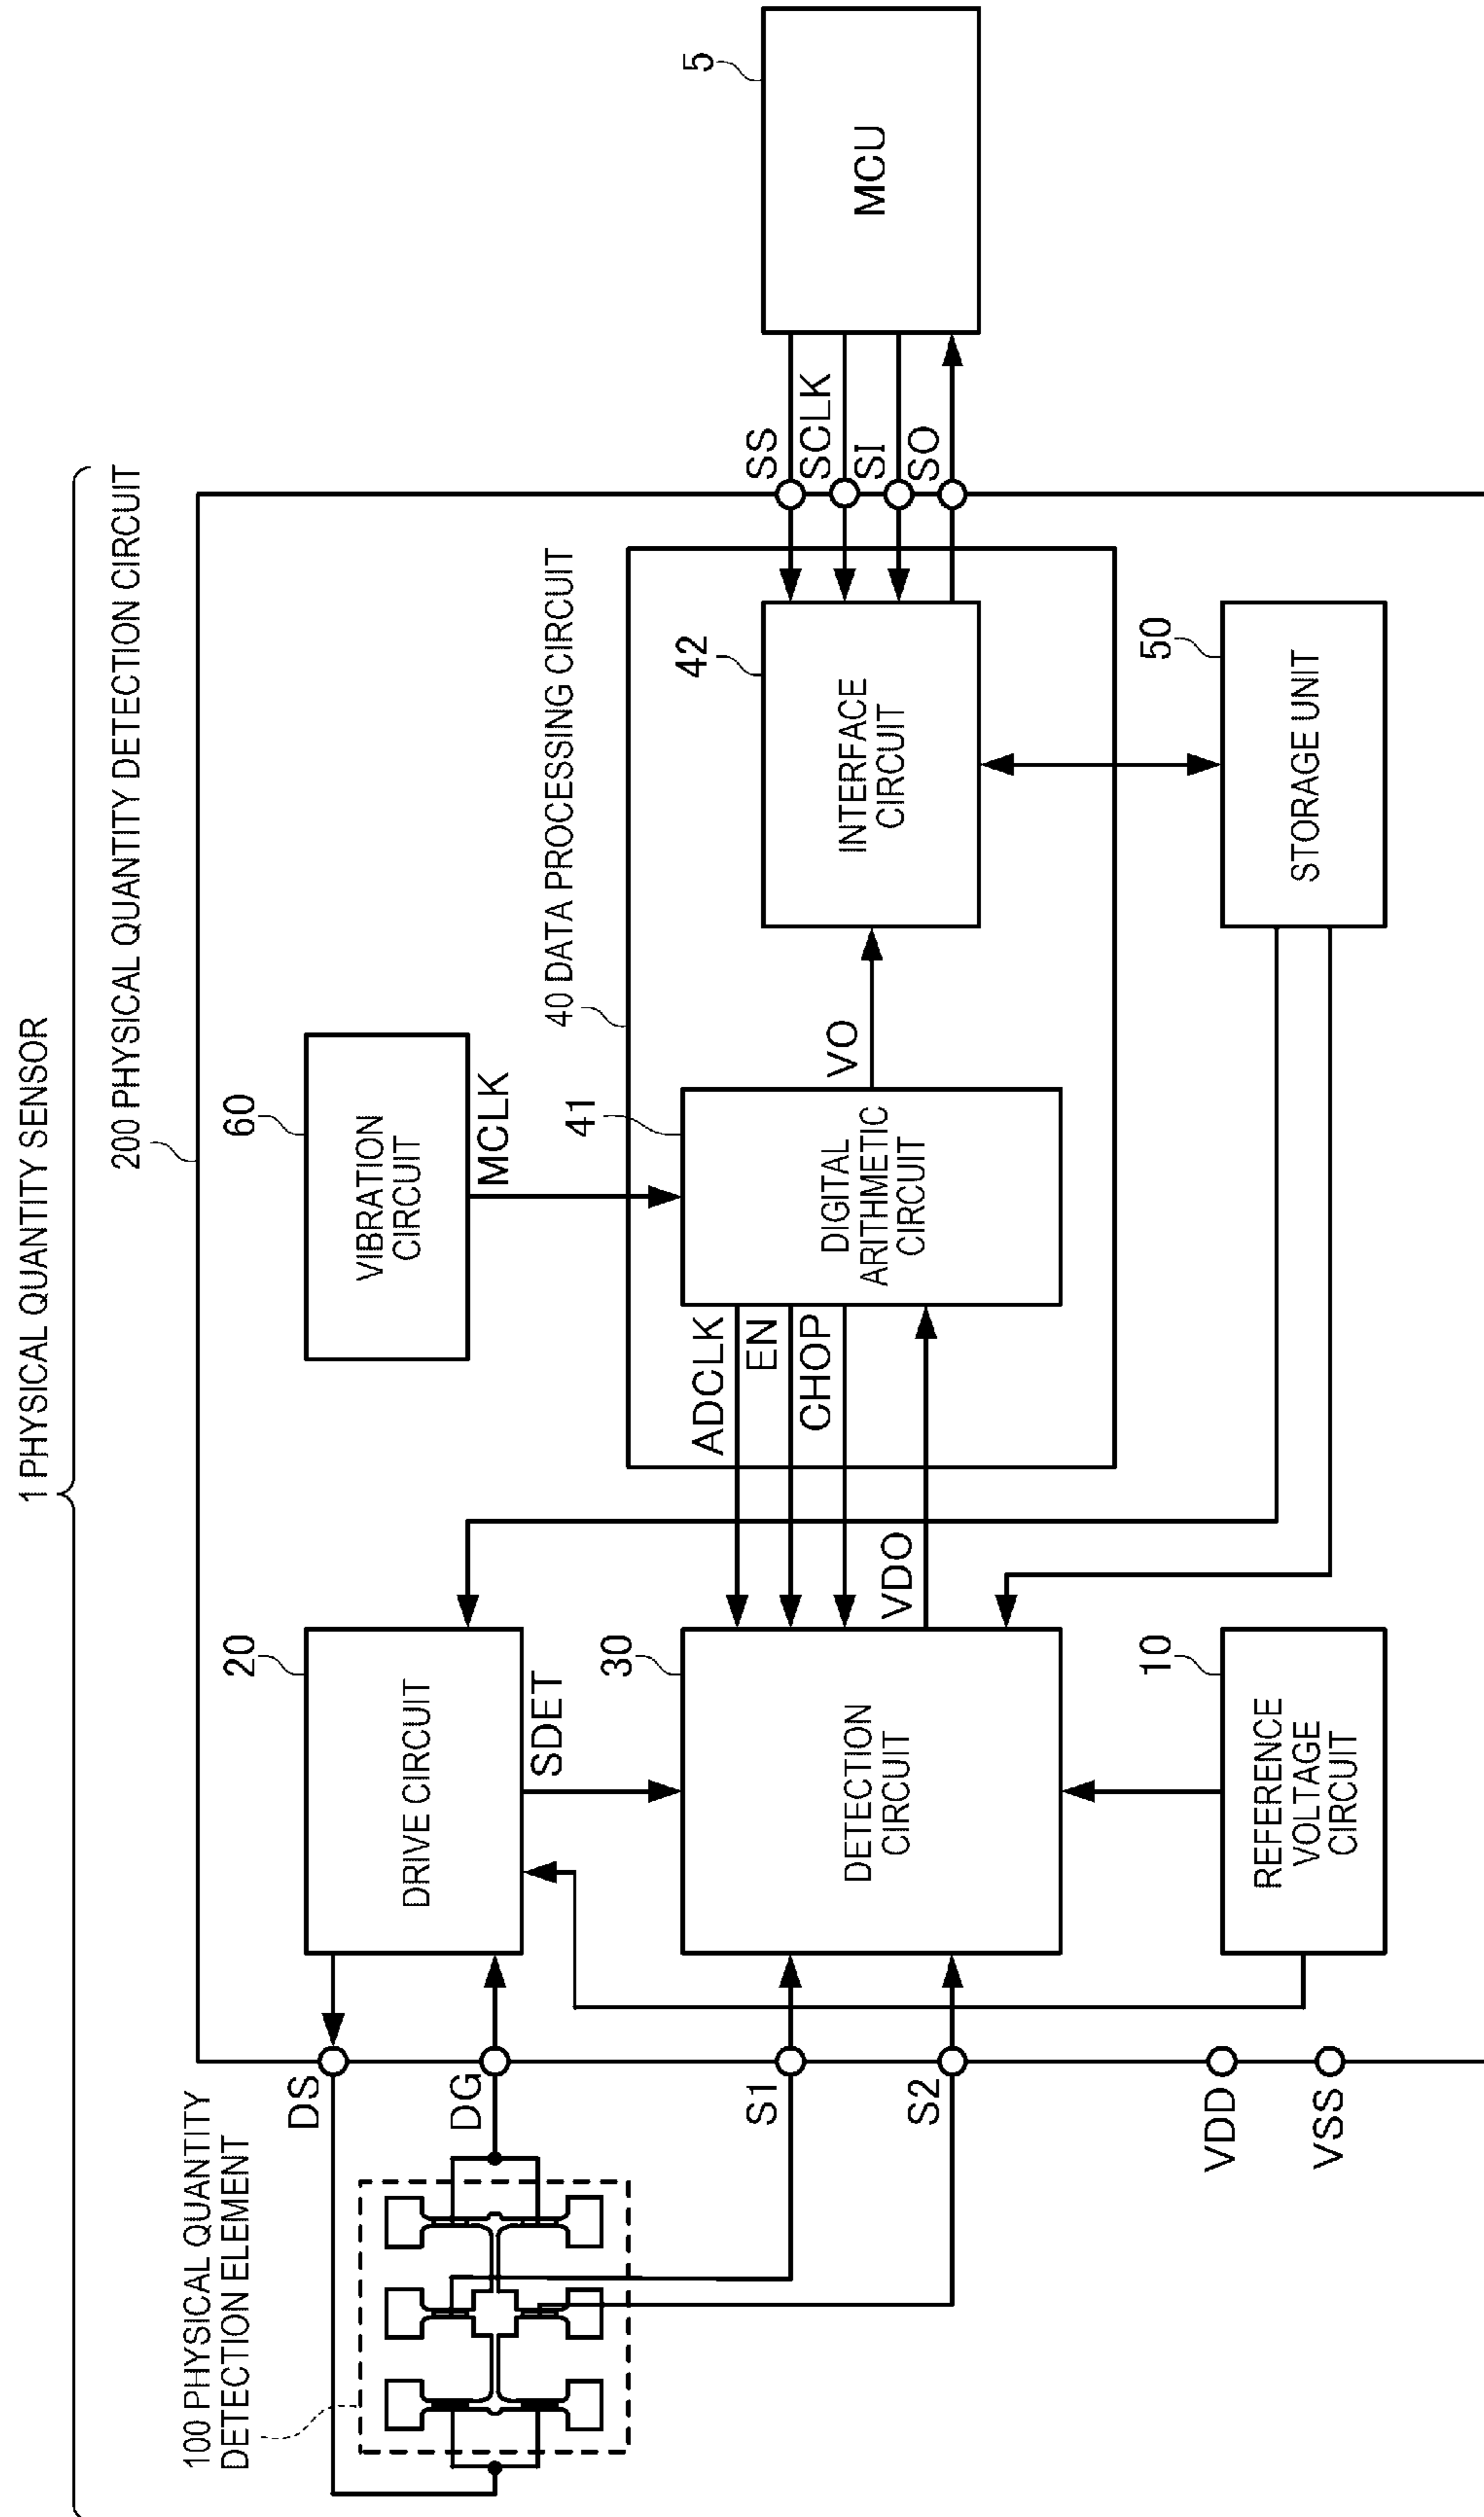 1 PHYSICAL QUANTITY SENSOR
200 PHYSICAL QUANTITY DETECTION CIRCUIT
100 PHYSICAL QUANTITY
DETECTION ELEMENT
DS
DG
S1
S2
VDD
VSS
20
DRIVE CIRCUIT
SDET
30
DETECTION
CIRCUIT
10
REFERENCE
VOLTAGE
CIRCUIT
60
VIBRATION
CIRCUIT
MCLK
40 DATA PROCESSING CIRCUIT
41
DIGITAL
ARITHMETIC
CIRCUIT
ADCLK
EN
CHOP
VDO
VO
42
INTERFACE
CIRCUIT
50
STORAGE UNIT
SS
SCLK
SI
SO
5
MCU